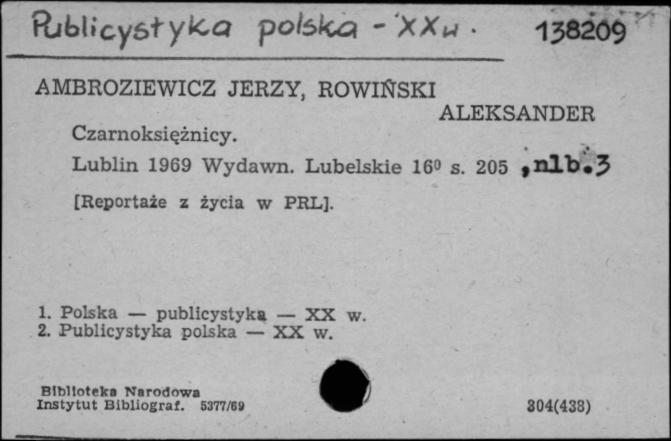 Publicystyka polska - XX w. 138209
AMBROZIEWICZ JERZY, ROWIŃSKI
ALEKSANDER
Czarnoksiężnicy.
Lublin 1969 Wydawn. Lubelskie 16⁰ s. 205 ,nlb.3
[Reportaże z życia w PRL].
1. Polska — publicystyka — XX w.
2. Publicystyka polska — XX w.
Biblioteka Narodowa
Instytut Bibliograf. 5377/69 304(438)